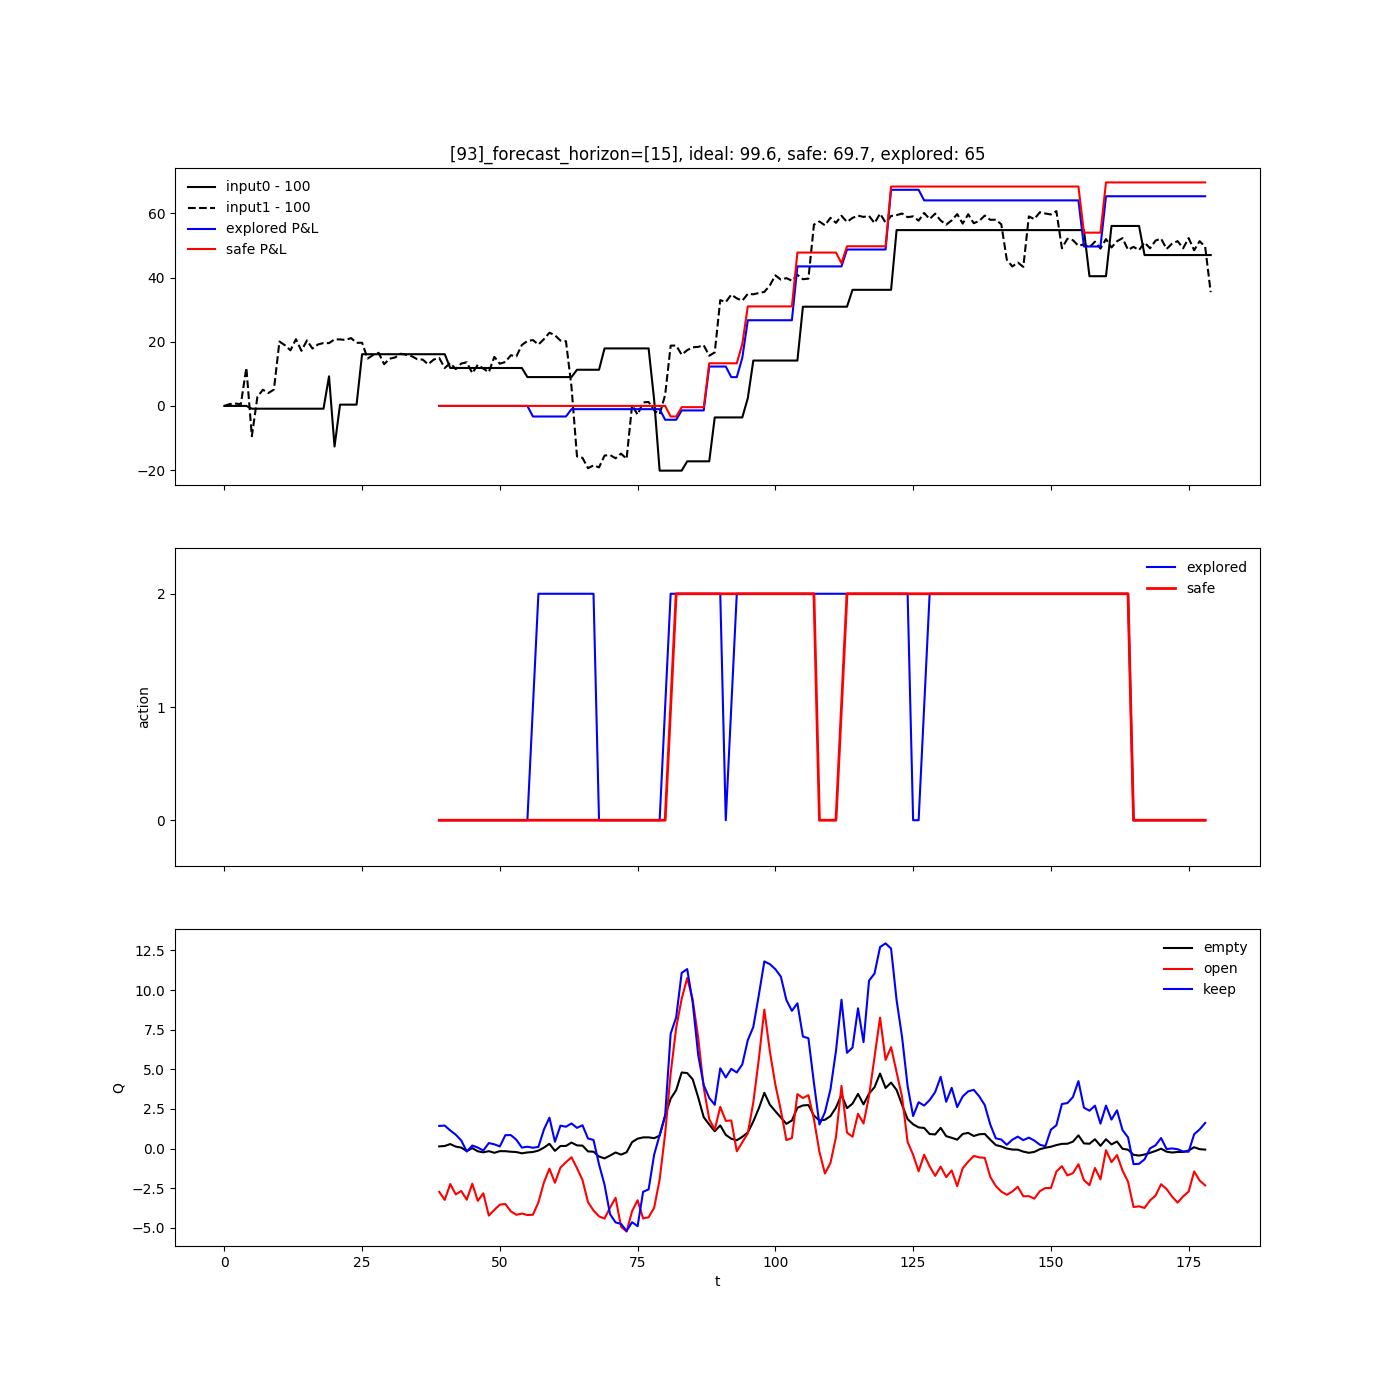 [93]_forecast_horizon=[15], ideal: 99.6, safe: 69.7, explored: 65
input0 - 100
input1 - 100
explored P&L
safe P&L
60
40
20
0
−20
explored
safe
action
2
1
0
empty
open
keep
Q
12.5
10.0
7.5
5.0
2.5
0.0
−2.5
−5.0
0 25 50 75 100 125 150 175
t